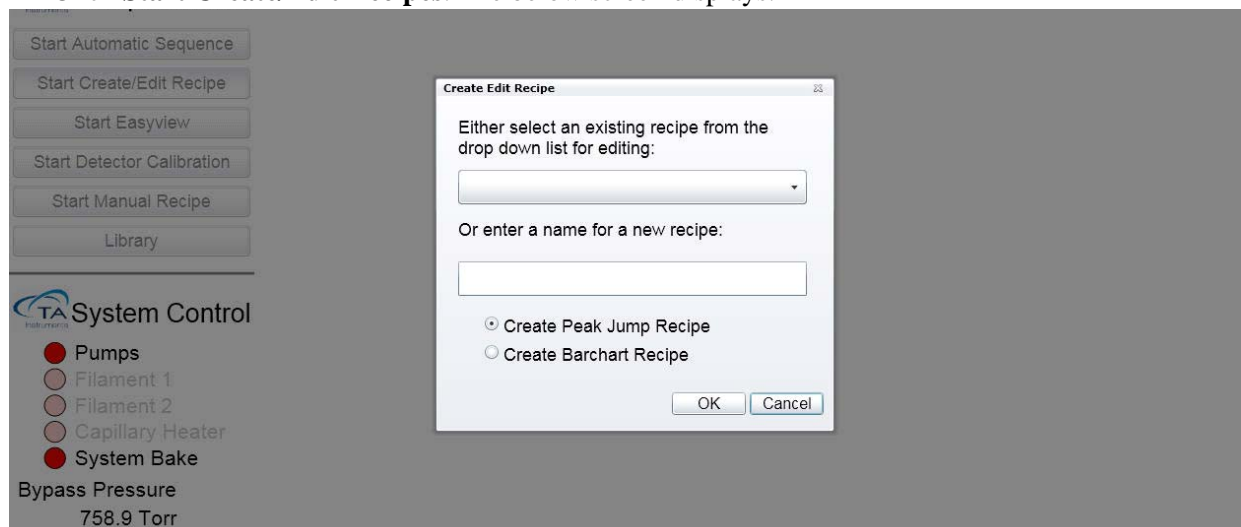 Start Automatic Sequence
Start Create/Edit Recipe
Start Easyview
Start Detector Calibration
Start Manual Recipe
Library
TA System Control
Instruments
Pumps
Filament 1
Filament 2
Capillary Heater
System Bake
Bypass Pressure
758.9 Torr
Create Edit Recipe
Either select an existing recipe from the
drop down list for editing:
Or enter a name for a new recipe:
Create Peak Jump Recipe
Create Barchart Recipe
OK Cancel